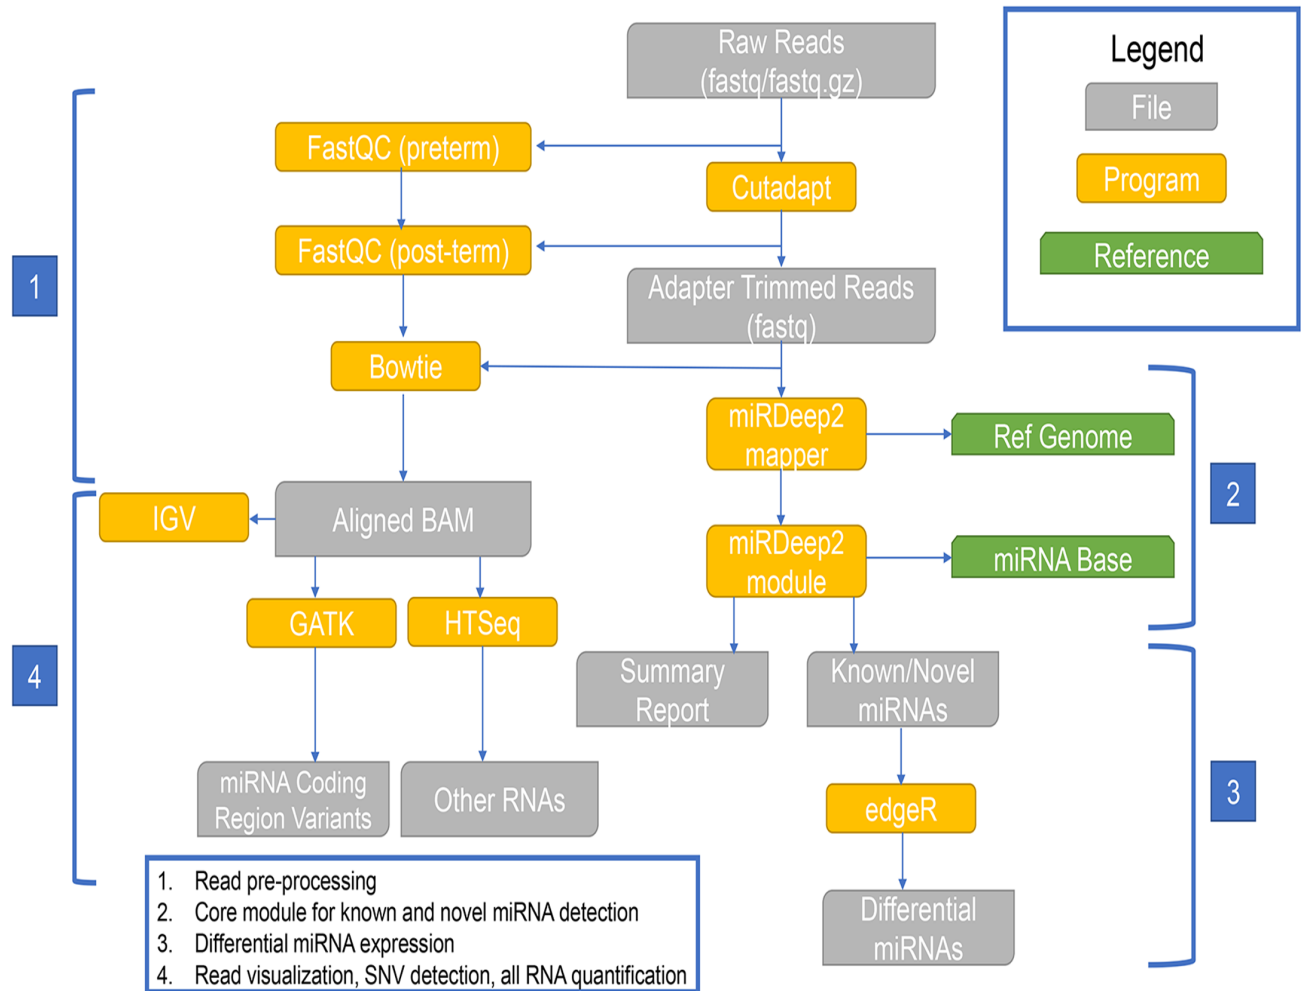 Raw Reads
(fastq/fastq.gz)
Legend
File
Program
Reference
FastQC (preterm)
Cutadapt
FastQC (post-term)
Adapter Trimmed Reads
(fastq)
1
Bowtie
miRDeep2
mapper
Ref Genome
2
IGV
Aligned BAM
miRDeep2
module
miRNA Base
GATK
HTSeq
4
Summary
Report
Known/Novel
miRNAs
miRNA Coding
Region Variants
Other RNAs
edgeR
3
Differential
miRNAs
1. Read pre-processing
2. Core module for known and novel miRNA detection
3. Differential miRNA expression
4. Read visualization, SNV detection, all RNA quantification